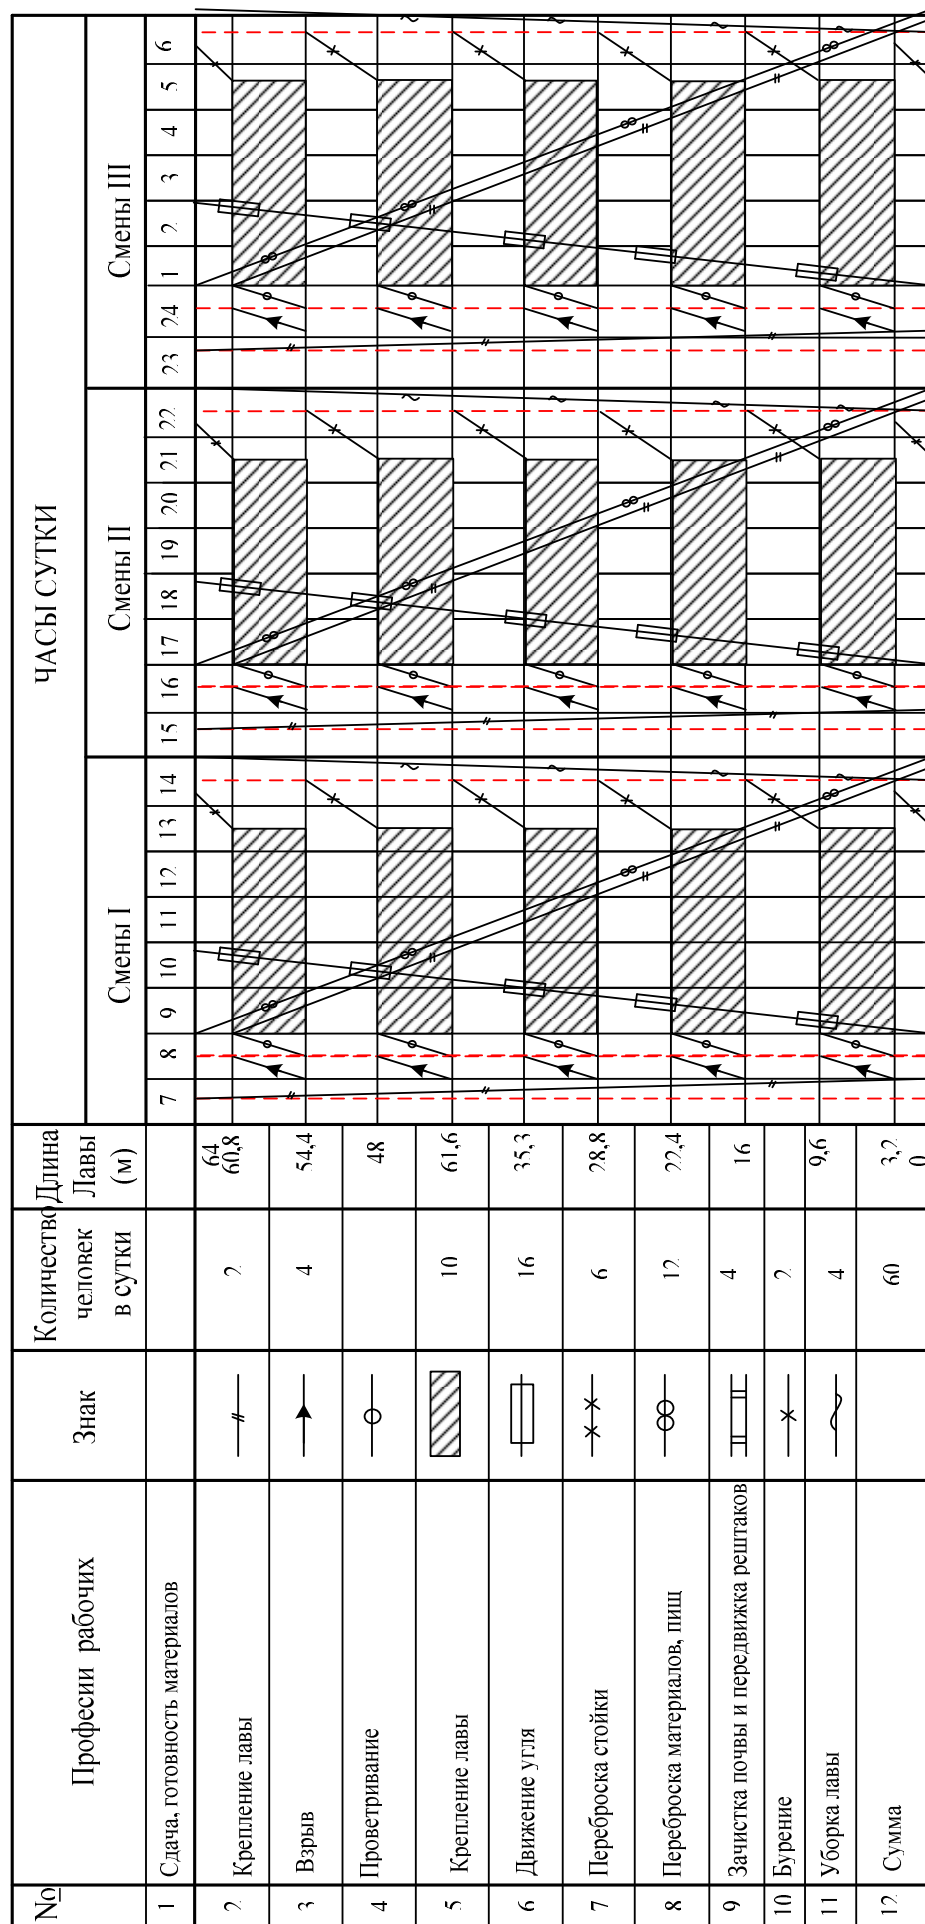 №
Професии рабочих
Знак
Количество
человек
в сутки
Длина
Лавы
(м)
ЧАСЫ СУТКИ
Смены I
Смены II
Смены III
7 8 9 10 11 12 13 14 15 16 17 18 19 20 21 22 23 24 1 2 3 4 5 6
1 Сдача, готовность материалов
2 Крепление лавы 2
3 Взрыв 4
4 Проветривание
5 Крепление лавы 10
6 Движение угля 16
7 Переброска стойки 6
8 Переброска материалов, пищ 12
9 Зачистка почвы и передвижка рештаков 4
10 Бурение 2
11 Уборка лавы 4
12 Сумма 60
64
60,8
54,4
48
61,6
35,3
28,8
22,4
16
9,6
3,2
0